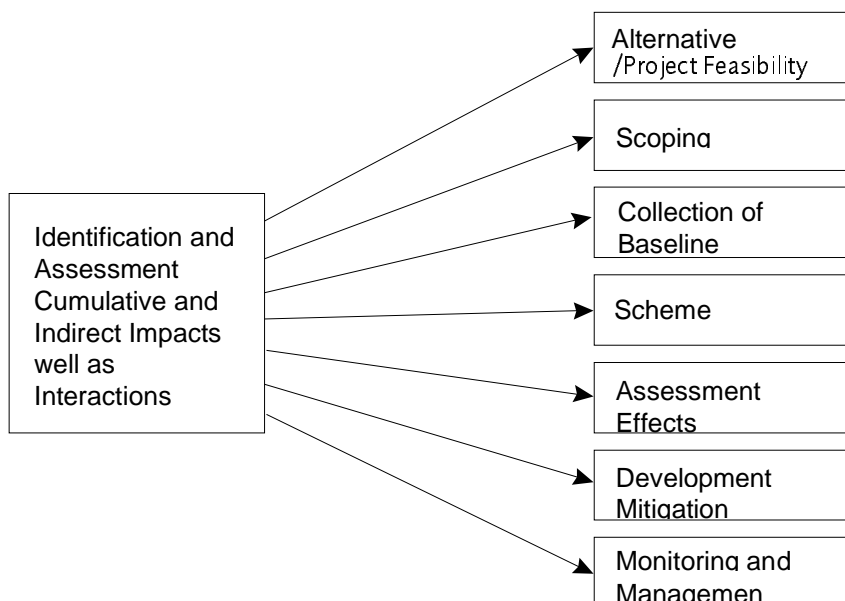 Identification and
Assessment
Cumulative and
Indirect Impacts
well as
Interactions
Alternative
/Project Feasibility
Scoping
Collection of
Baseline
Scheme
Assessment
Effects
Development
Mitigation
Monitoring and
Managemen